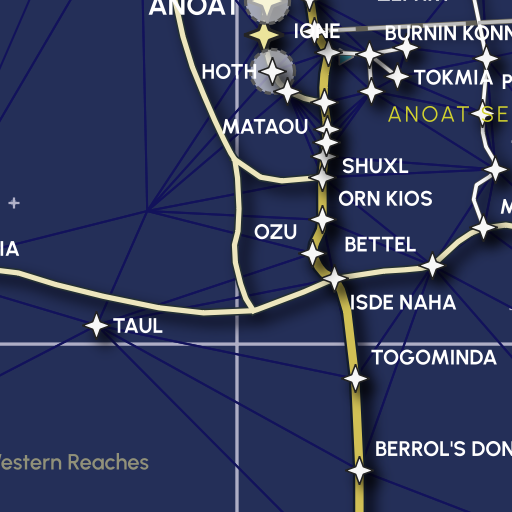 ANOAT
IGNE
BURNIN KONN
HOTH
TOKMIA
ANOAT SE
MATAOU
SHUXL
ORN KIOS
OZU
BETTEL
IA
ISDE NAHA
TAUL
TOGOMINDA
BERROL'S DON
Western Reaches